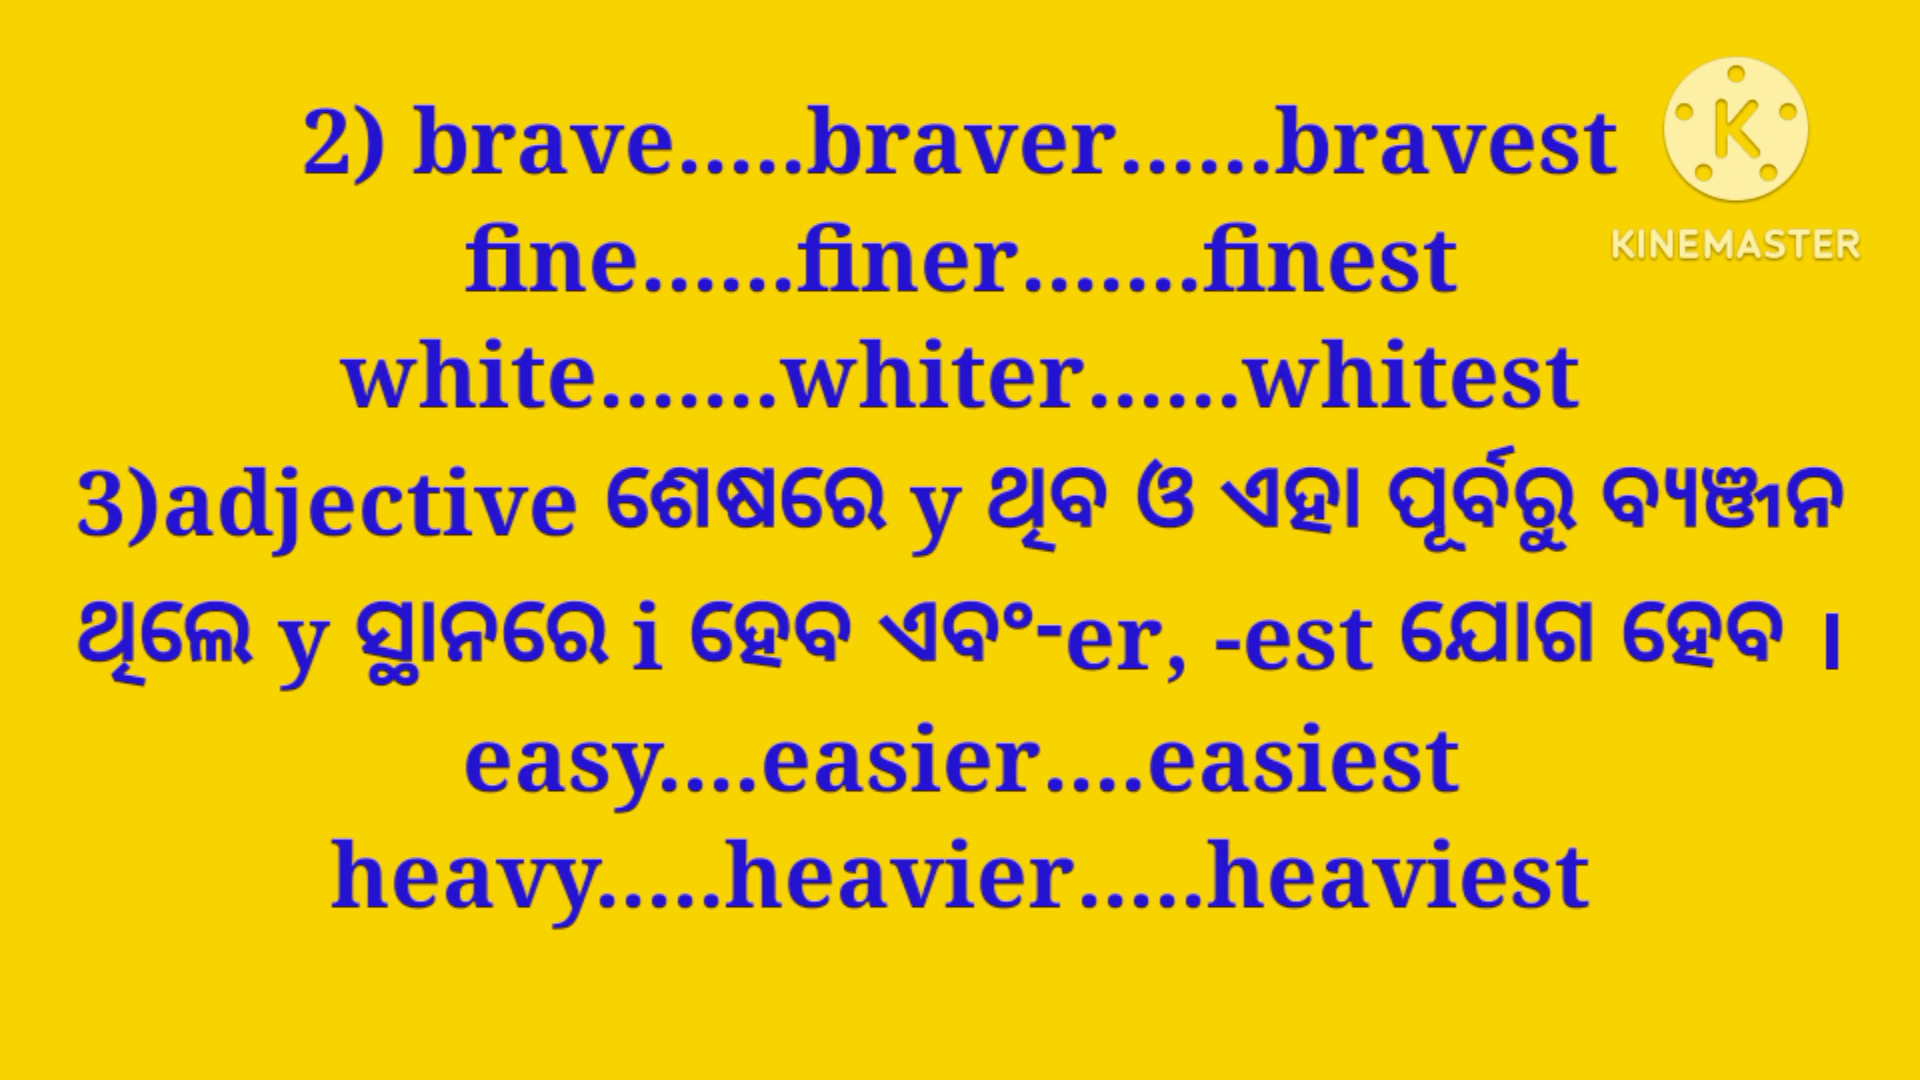 2) brave.....braver......bravest
fine......finer.......finest
white.......whiter......whitest
3)adjective ଶେଷରେ y ଥିବ ଓ ଏହା ପୂର୍ବରୁ ବ୍ୟଞ୍ଜନ
ଥିଲେ y ସ୍ଥାନରେ i ହେବ ଏବଂ-er, -est ଯୋଗ ହେବ ।
easy....easier....easiest
heavy.....heavier.....heaviest
K
KINEMASTER